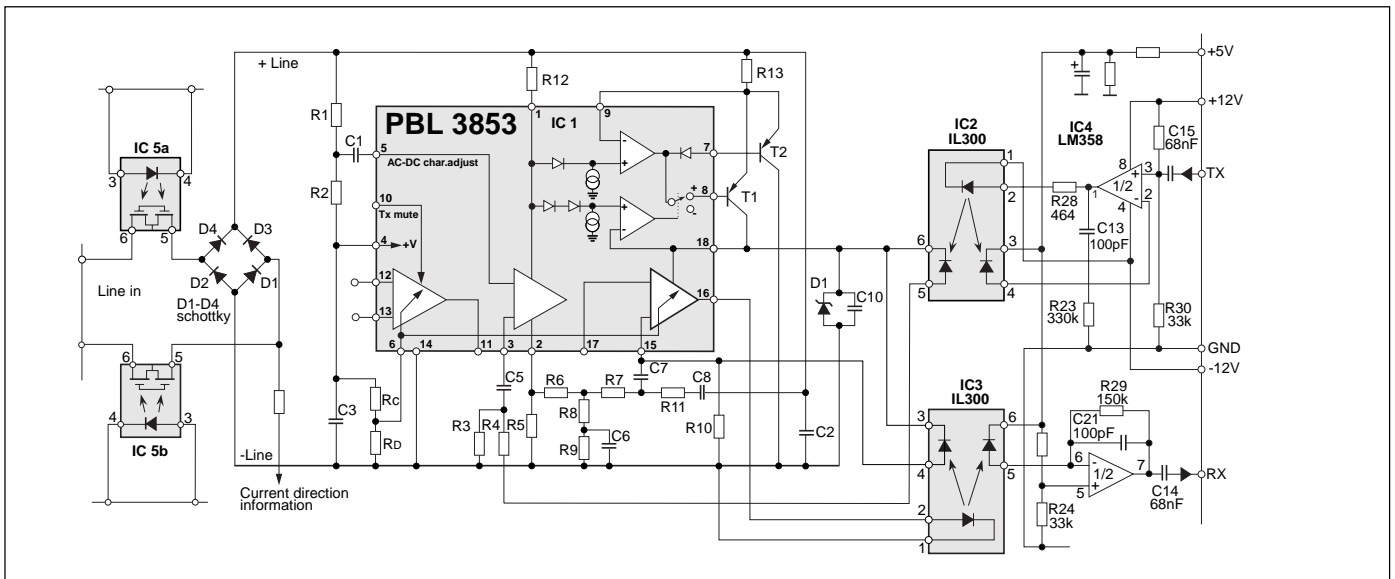 + Line
IC 5a
3
4
6
5
D4
D3
D2
D1
Line in
D1-D4
schottky
6
5
4
3
IC 5b
-Line
Current direction
information
R1
C1
R2
C3
RC
RD
R12
R13
PBL 3853
IC 1
5
AC-DC char.adjust
10
Tx mute
4
+V
12
13
1
9
-
+
+
-
+
-
7
8
18
16
T2
T1
6
14
11
3
2
17
15
C5
R3
R4
R5
R6
R7
R8
R9
C6
C7
R11
C8
R10
C2
D1
C10
IC2
IL300
1
2
3
4
5
6
IC4
LM358
R28
464
8
1/2
1
4
+
3
-
2
C13
100pF
R23
330k
R30
33k
C15
68nF
+
+5V
+12V
TX
GND
-12V
IC3
IL300
3
4
2
1
6
5
R29
150k
C21
100pF
6
-
1/2
5
+
7
C14
68nF
RX
R24
33k